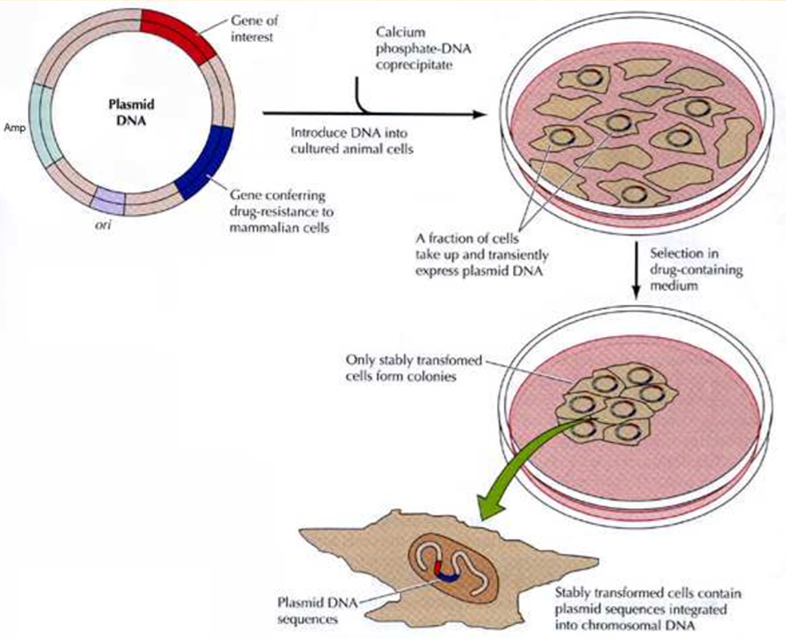 Gene of
interest
Plasmid
DNA
Amp
ori
Gene conferring
drug-resistance to
mammalian cells
Calcium
phosphate-DNA
coprecipitate
Introduce DNA into
cultured animal cells
A fraction of cells
take up and transiently
express plasmid DNA
Selection in
drug-containing
medium
Only stably transfomed
cells form colonies
Plasmid DNA
sequences
Stably transformed cells contain
plasmid sequences integrated
into chromosomal DNA